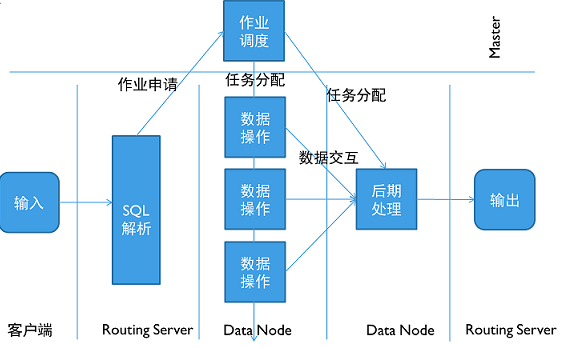 作业
调度
Master
作业申请
任务分配
任务分配
数据
操作
数据交互
数据
操作
数据
操作
输入
SQL
解析
后期
处理
输出
客户端
Routing Server
Data Node
Data Node
Routing Server